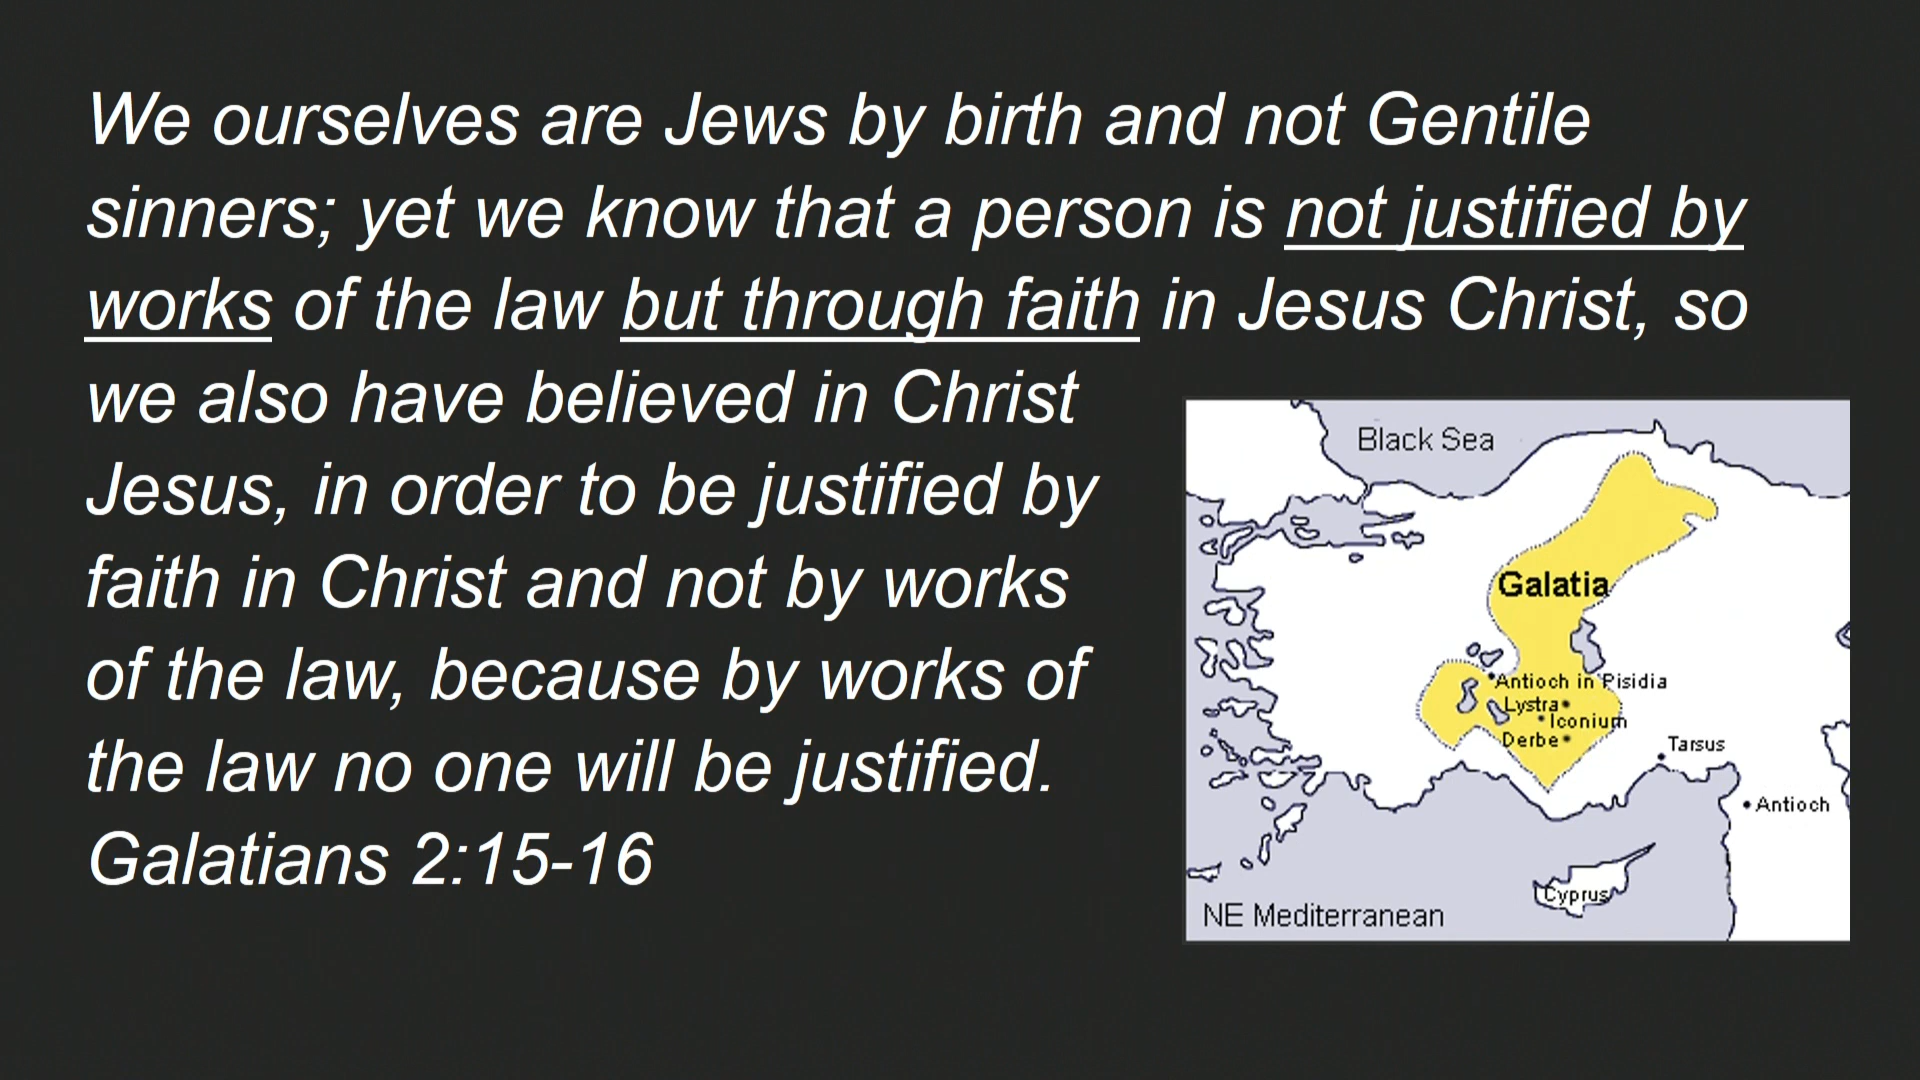 We ourselves are Jews by birth and not Gentile
sinners; yet we know that a person is not justified by
works of the law but through faith in Jesus Christ, so
we also have believed in Christ
Jesus, in order to be justified by
faith in Christ and not by works
of the law, because by works of
the law no one will be justified.
Galatians 2:15-16
Black Sea
Galatia
Antioch in Pisidia
Lystra
Iconium
Derbe
Tarsus
Antioch
Cyprus
NE Mediterranean